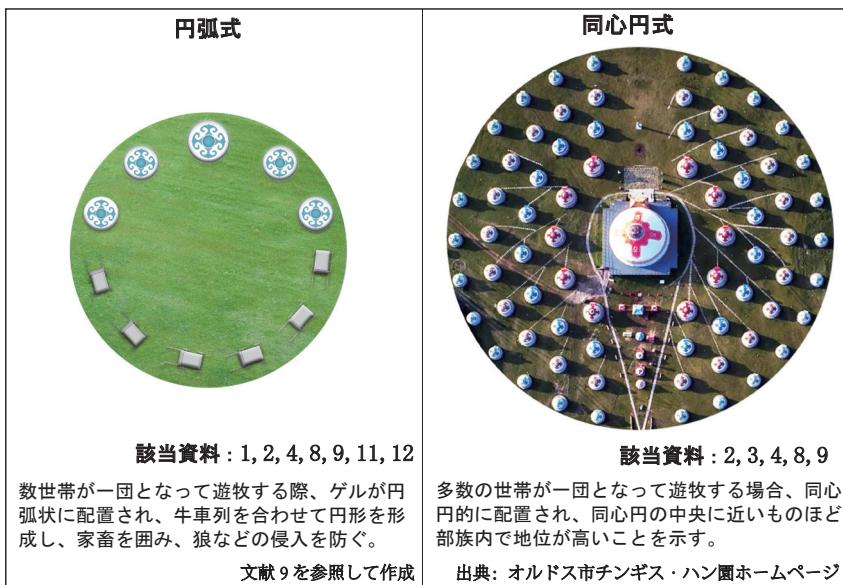 円弧式
該当資料：1, 2, 4, 8, 9, 11, 12
数世帯が一団となって遊牧する際、ゲルが円
弧状に配置され、牛車列を合わせて円形を形
成し、家畜を囲み、狼などの侵入を防ぐ。
文献９を参照して作成
同心円式
該当資料：2, 3, 4, 8, 9
多数の世帯が一団となって遊牧する場合、同心
円的に配置され、同心円の中央に近いものほど
部族内で地位が高いことを示す。
出典：オルドス市チンギス・ハン園ホームページ